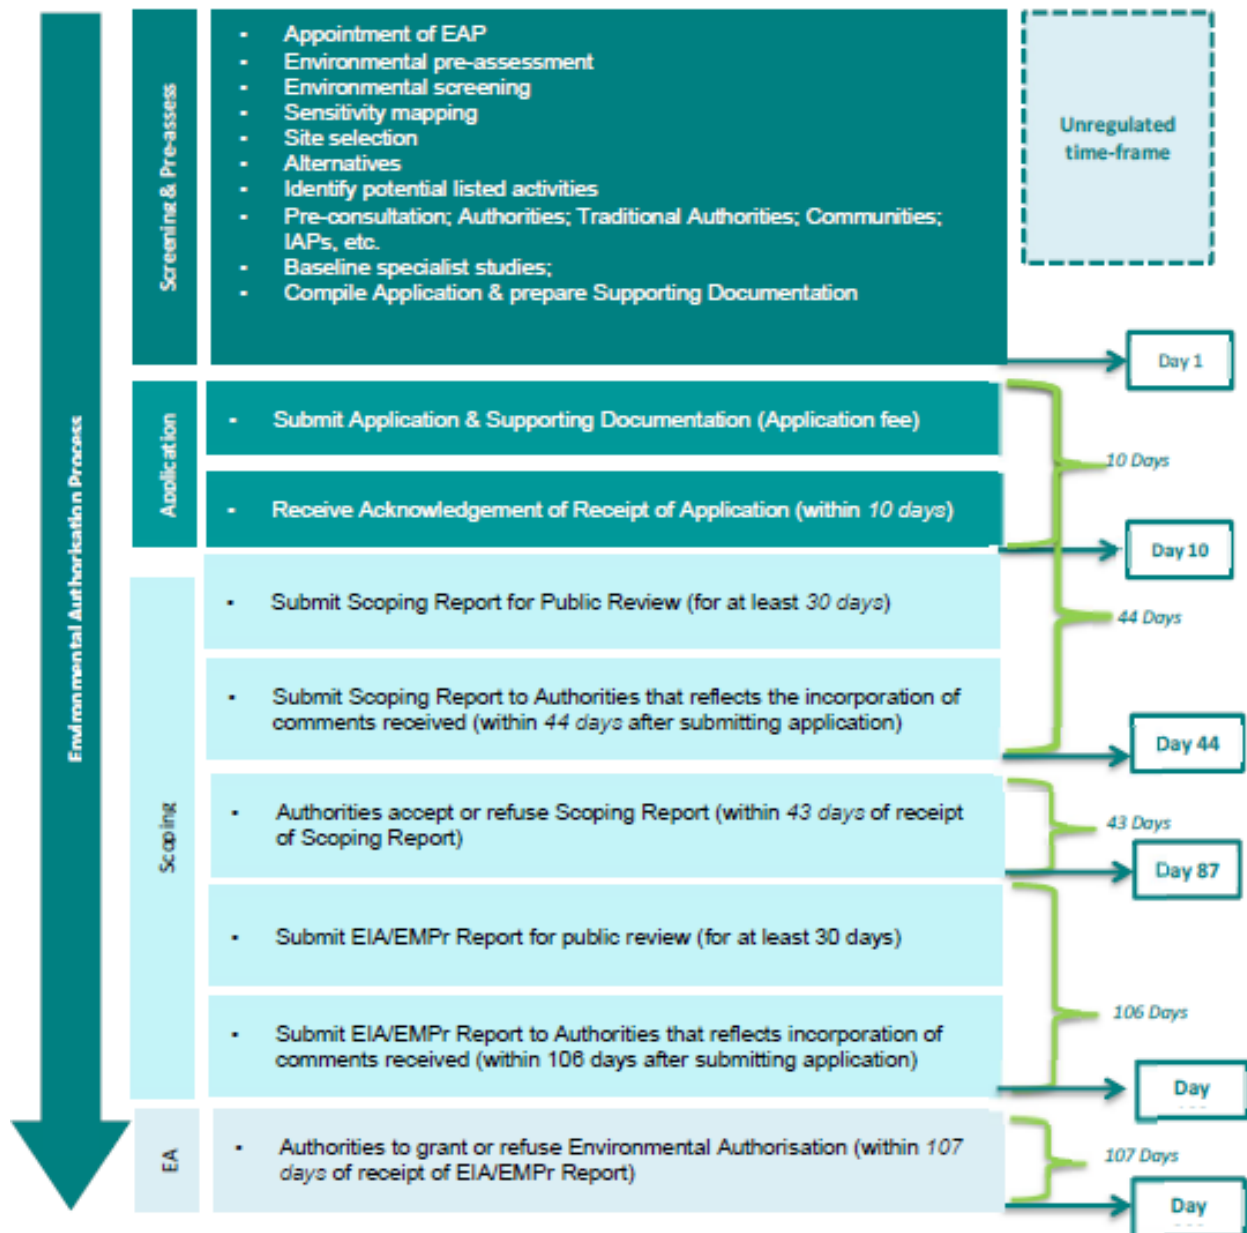 Environmental Authorisation Process
Screening & Pre-assess
▪ Appointment of EAP
▪ Environmental pre-assessment
▪ Environmental screening
▪ Sensitivity mapping
▪ Site selection
▪ Alternatives
▪ Identify potential listed activities
▪ Pre-consultation; Authorities; Traditional Authorities; Communities;
IAPs, etc.
▪ Baseline specialist studies;
▪ Compile Application & prepare Supporting Documentation
Unregulated
time-frame
Day 1
Application
▪ Submit Application & Supporting Documentation (Application fee)
10 Days
▪ Receive Acknowledgement of Receipt of Application (within 10 days)
Day 10
Scoping
▪ Submit Scoping Report for Public Review (for at least 30 days)
44 Days
▪ Submit Scoping Report to Authorities that reflects the incorporation of
comments received (within 44 days after submitting application)
Day 44
▪ Authorities accept or refuse Scoping Report (within 43 days of receipt
of Scoping Report)
43 Days
Day 87
▪ Submit EIA/EMPr Report for public review (for at least 30 days)
106 Days
▪ Submit EIA/EMPr Report to Authorities that reflects incorporation of
comments received (within 106 days after submitting application)
Day
EA
▪ Authorities to grant or refuse Environmental Authorisation (within 107
days of receipt of EIA/EMPr Report)
107 Days
Day